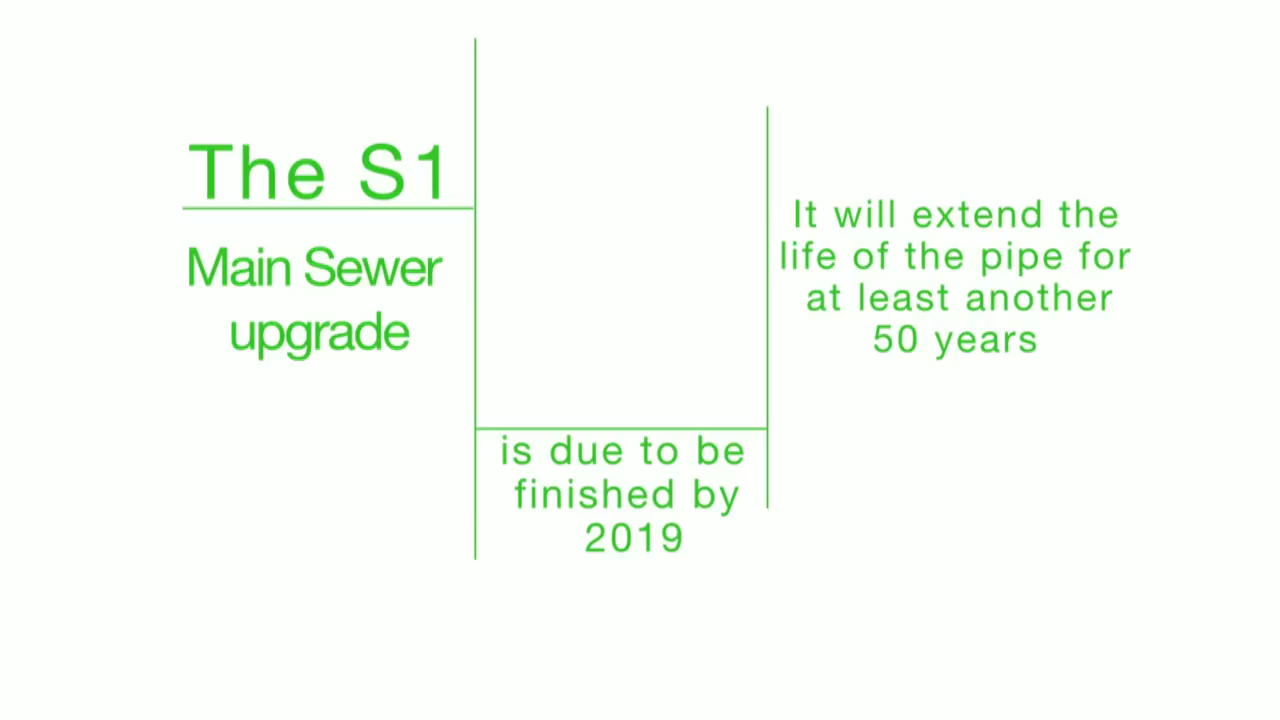 The S1
Main Sewer
upgrade
is due to be
finished by
2019
It will extend the
life of the pipe for
at least another
50 years